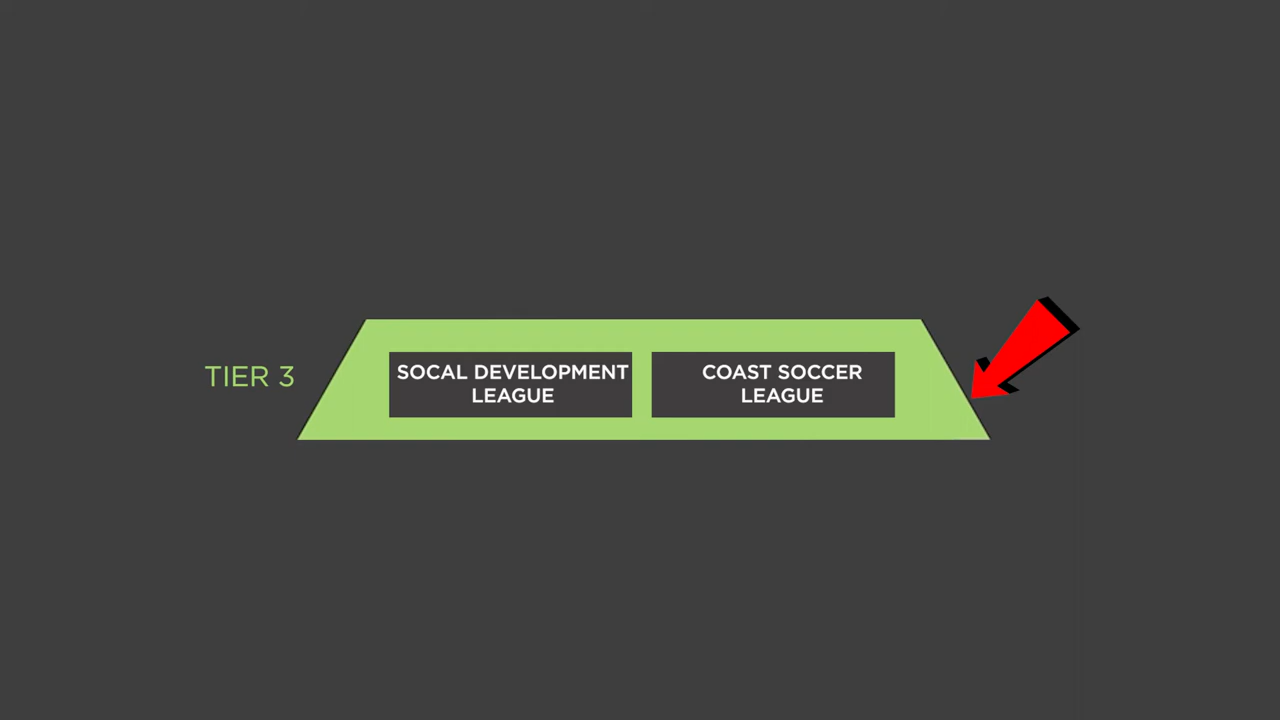 TIER 3
SOCAL DEVELOPMENT
LEAGUE
COAST SOCCER
LEAGUE